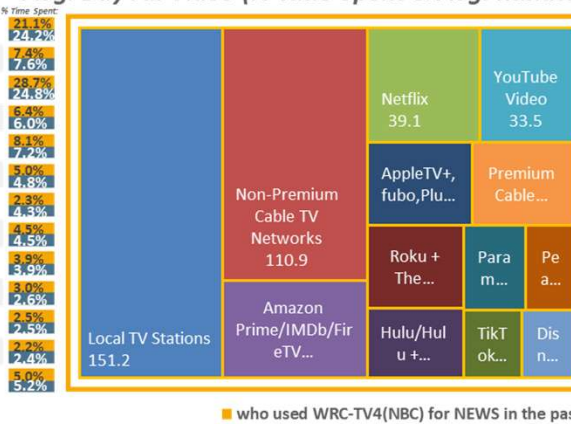 % Time Spent:
21.1%
24.2%
7.4%
7.6%
28.7%
24.8%
6.4%
6.0%
8.1%
7.2%
5.0%
4.8%
2.3%
4.3%
4.5%
4.5%
3.9%
3.9%
3.0%
2.6%
2.5%
2.5%
2.2%
2.4%
5.0%
5.2%
Local TV Stations
151.2
Non-Premium
Cable TV
Networks
110.9
Amazon
Prime/IMDb/Fir
eTV...
Netflix
39.1
YouTube
Video
33.5
AppleTV+,
fubo,Plu...
Premium
Cable...
Roku +
The...
Para
m...
Pe
a...
Hulu/Hul
u +...
TikT
ok...
Dis
n...
who used WRC-TV4(NBC) for NEWS in the pas